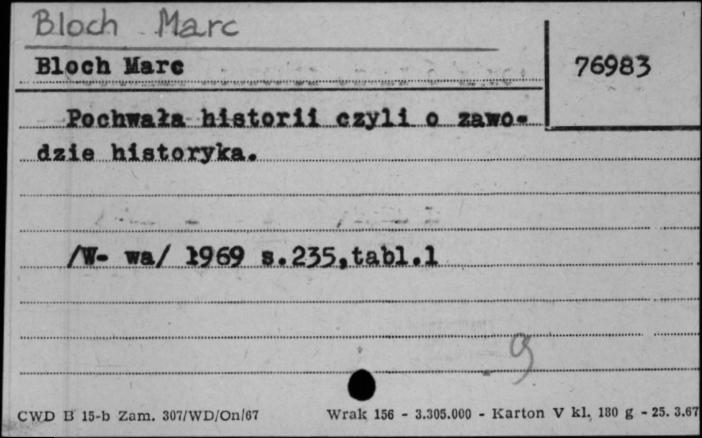 Bloch Marc
Bloch Marc
76983
Pochwała historii czyli o zawo-
dzie historyka.
/W- wa/ 1969 s.235,tabl.1
CWD B 15-b Zam. 307/WD/On/67 Wrak 156 - 3.305.000 - Karton V kl. 180 g - 25. 3.67